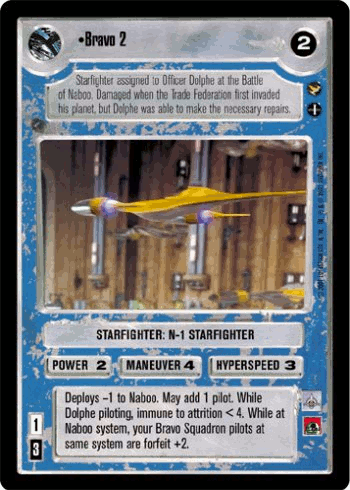 •Bravo 2
2
Starfighter assigned to Officer Dolphe at the Battle
of Naboo. Damaged when the Trade Federation first invaded
his planet, but Dolphe was able to make the necessary repairs.
STARFIGHTER: N-1 STARFIGHTER
POWER 2 MANEUVER 4 HYPERSPEED 3
Deploys -1 to Naboo. May add 1 pilot. While
Dolphe piloting, immune to attrition < 4. While at
Naboo system, your Bravo Squadron pilots at
same system are forfeit +2.
1
3